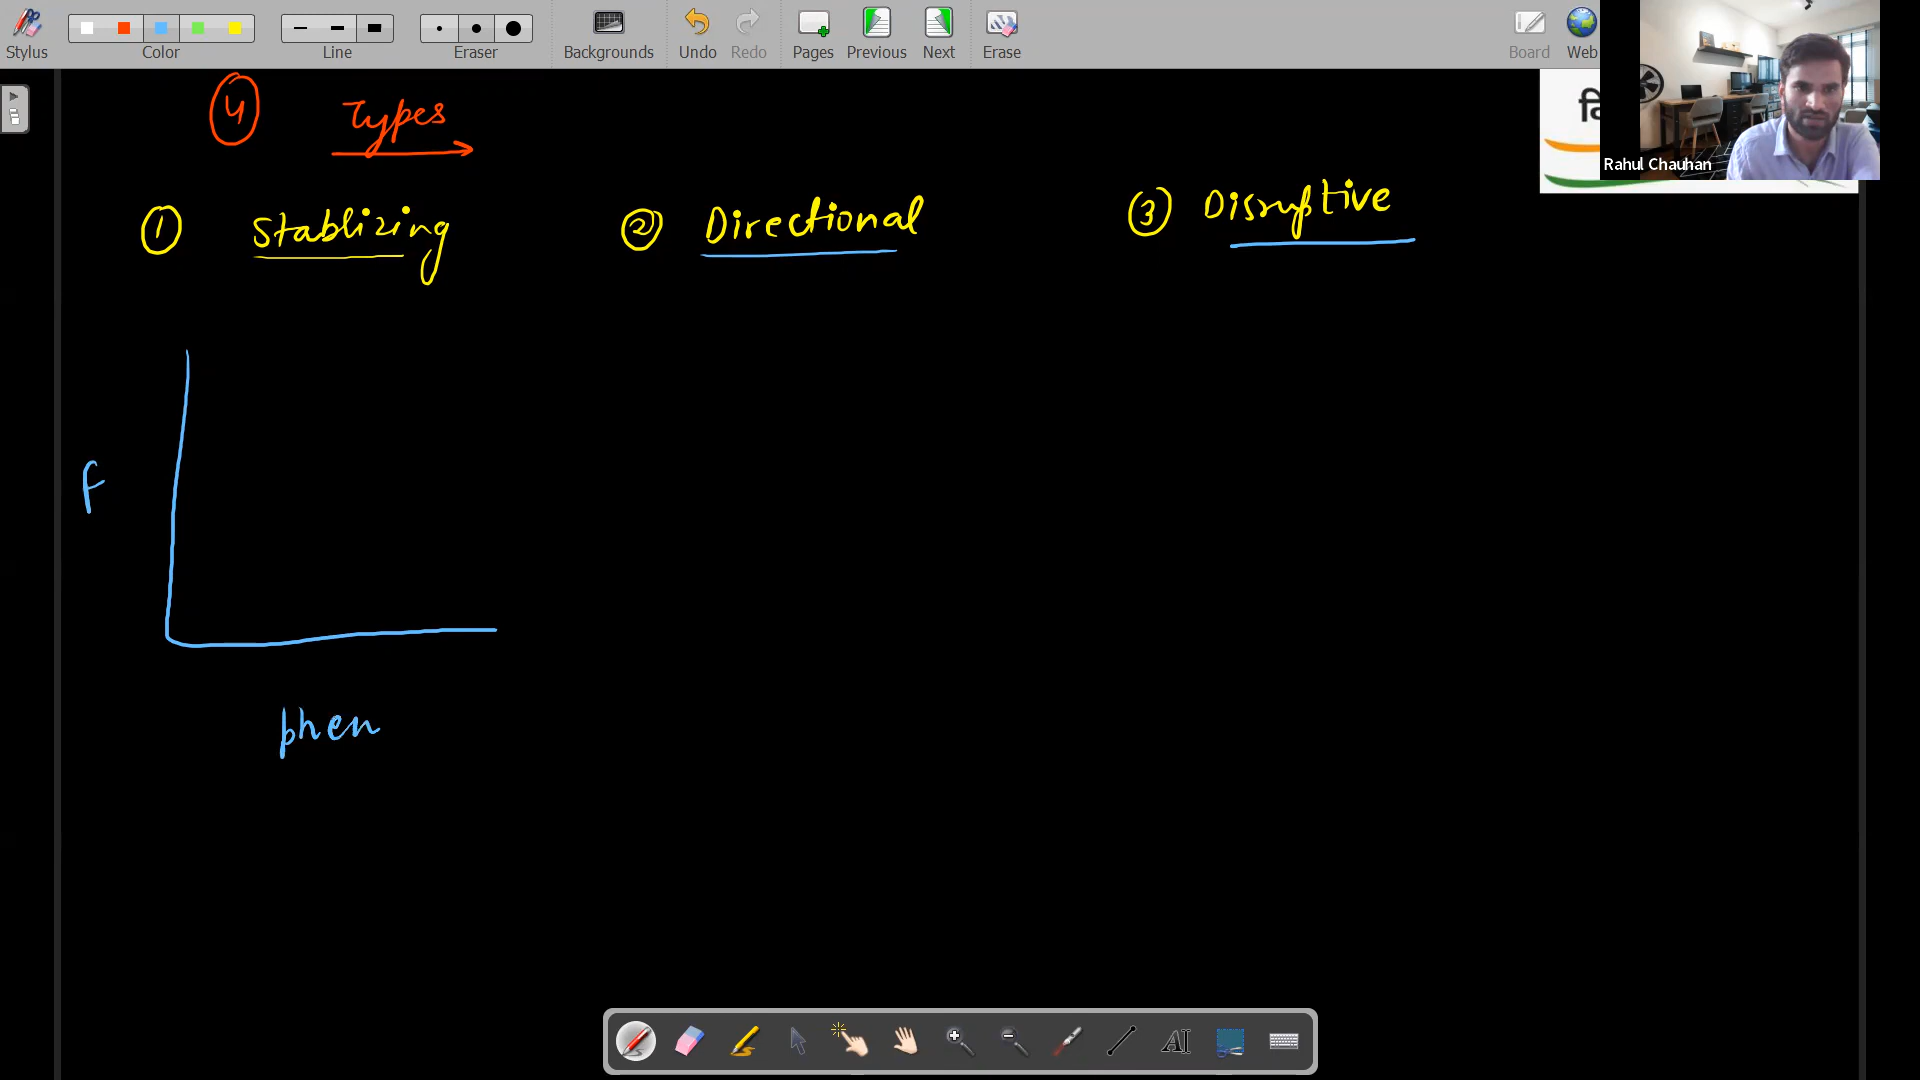 Stylus
Color
Line
Eraser
Backgrounds
Undo
Redo
Pages
Previous
Next
Erase
Board
Web
Rahul Chauhan
④ Types
① Stablizing
② Directional
③ Disruptive
F
phen